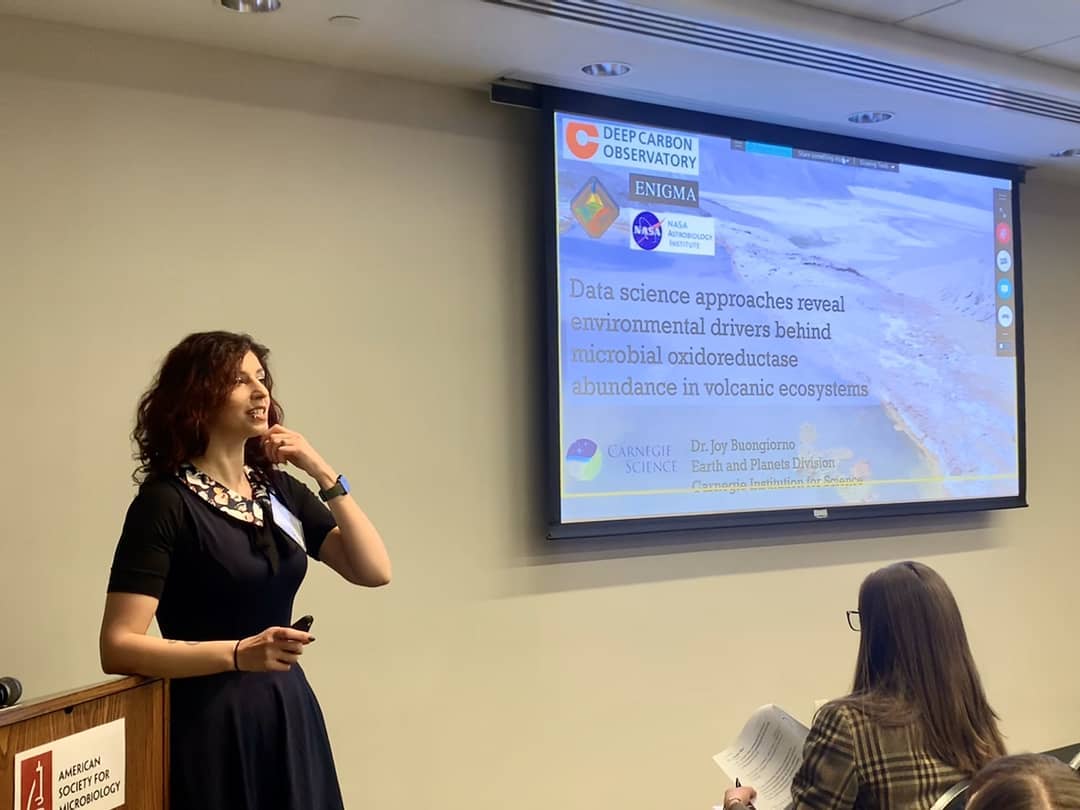 DEEP CARBON
OBSERVATORY
ENIGMA
NASA
NASA
ASTROBIOLOGY
INSTITUTE
Data science approaches reveal
environmental drivers behind
microbial oxidoreductase
abundance in volcanic ecosystems
CARNEGIE
SCIENCE
Dr. Joy Buongiorno
Earth and Planets Division
Carnegie Institution for Science
AMERICAN
SOCIETY FOR
MICROBIOLOGY